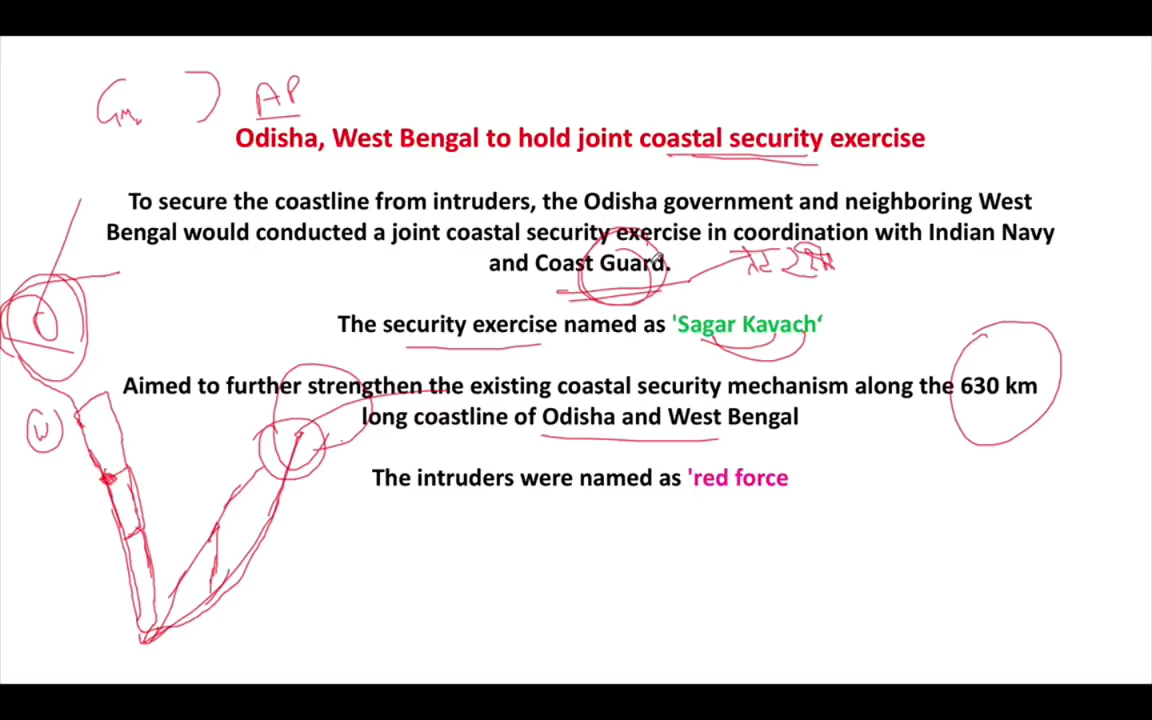 AP
Odisha, West Bengal to hold joint coastal security exercise
To secure the coastline from intruders, the Odisha government and neighboring West
Bengal would conducted a joint coastal security exercise in coordination with Indian Navy
and Coast Guard.
The security exercise named as 'Sagar Kavach‘
Aimed to further strengthen the existing coastal security mechanism along the 630 km
long coastline of Odisha and West Bengal
W
The intruders were named as 'red force